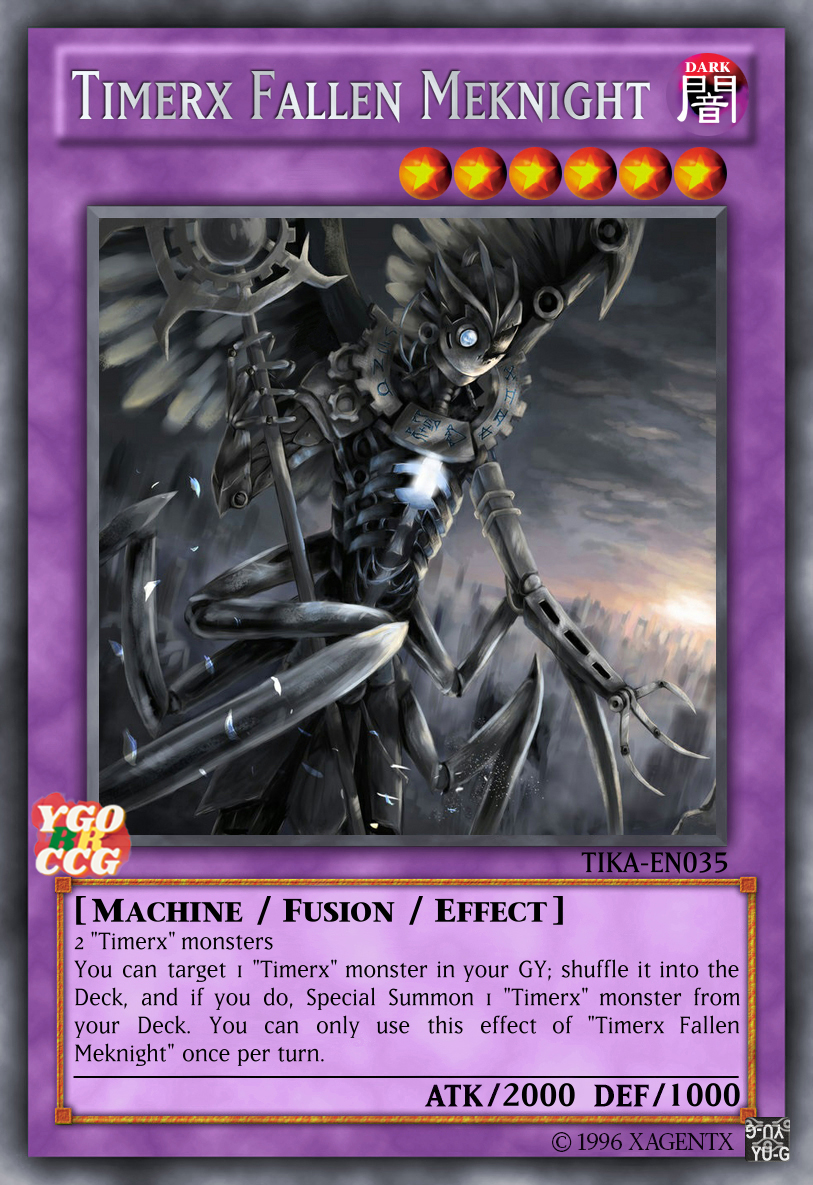 TIMERX FALLEN MEKNIGHT
DARK
闇
YGO
RR
CCG
TIKA-EN035
[ MACHINE / FUSION / EFFECT ]
2 "Timerx" monsters
You can target 1 "Timerx" monster in your GY; shuffle it into the
Deck, and if you do, Special Summon 1 "Timerx" monster from
your Deck. You can only use this effect of "Timerx Fallen
Meknight" once per turn.
ATK/2000 DEF/1000
© 1996 XAGENTX
YU-G